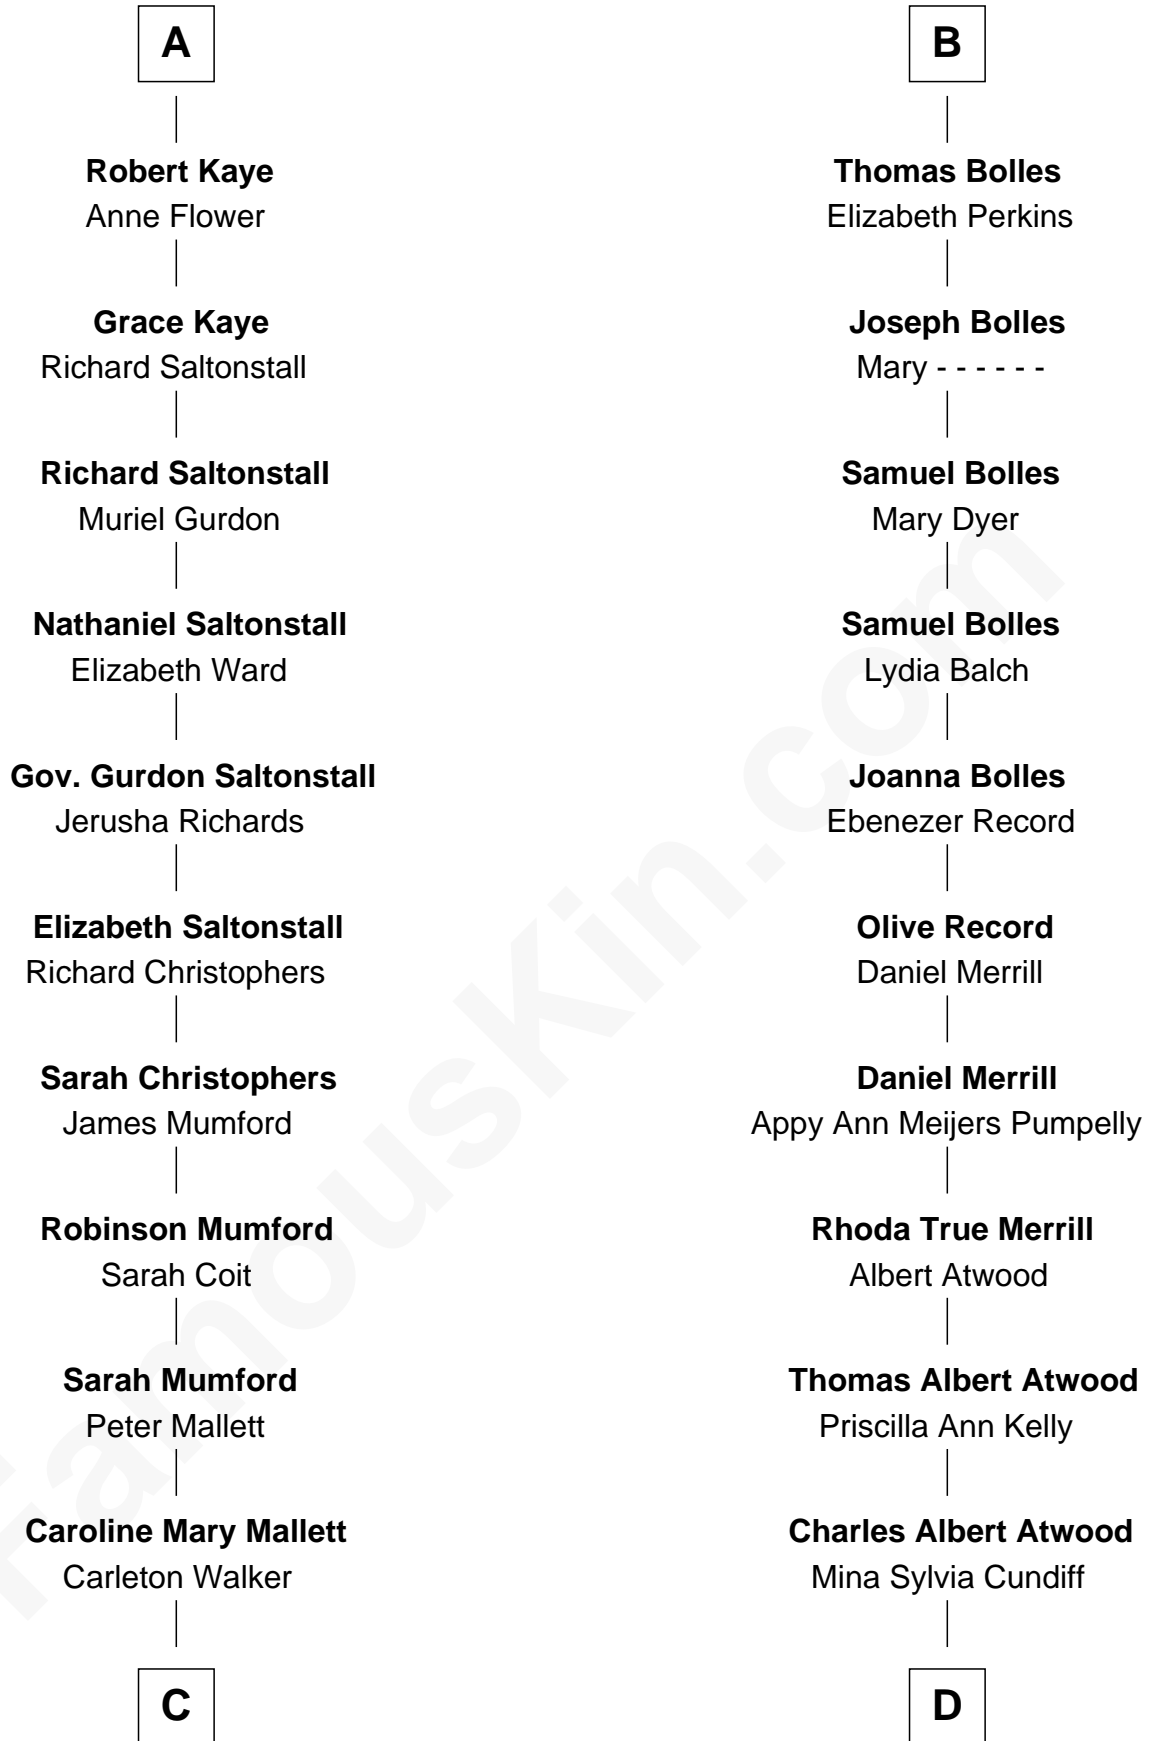 A
Robert Kaye
Anne Flower
Grace Kaye
Richard Saltonstall
Richard Saltonstall
Muriel Gurdon
Nathaniel Saltonstall
Elizabeth Ward
Gov. Gurdon Saltonstall
Jerusha Richards
Elizabeth Saltonstall
Richard Christophers
Sarah Christophers
James Mumford
Robinson Mumford
Sarah Coit
Sarah Mumford
Peter Mallett
Caroline Mary Mallett
Carleton Walker
C
B
Thomas Bolles
Elizabeth Perkins
Joseph Bolles
Mary - - - - - -
Samuel Bolles
Mary Dyer
Samuel Bolles
Lydia Balch
Joanna Bolles
Ebenezer Record
Olive Record
Daniel Merrill
Daniel Merrill
Appy Ann Meijers Pumpelly
Rhoda True Merrill
Albert Atwood
Thomas Albert Atwood
Priscilla Ann Kelly
Charles Albert Atwood
Mina Sylvia Cundiff
D
FamousKin.com